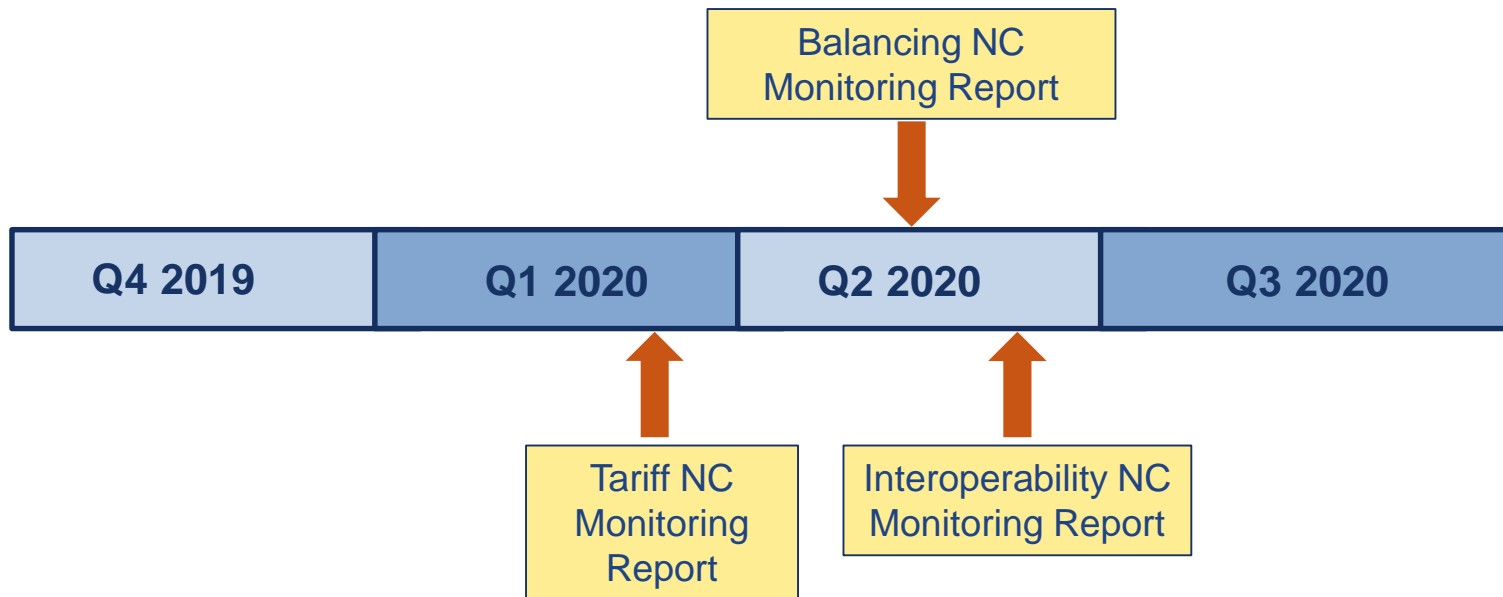 Balancing NC
Monitoring Report
Q4 2019
Q1 2020
Q2 2020
Q3 2020
Tariff NC
Monitoring
Report
Interoperability NC
Monitoring Report